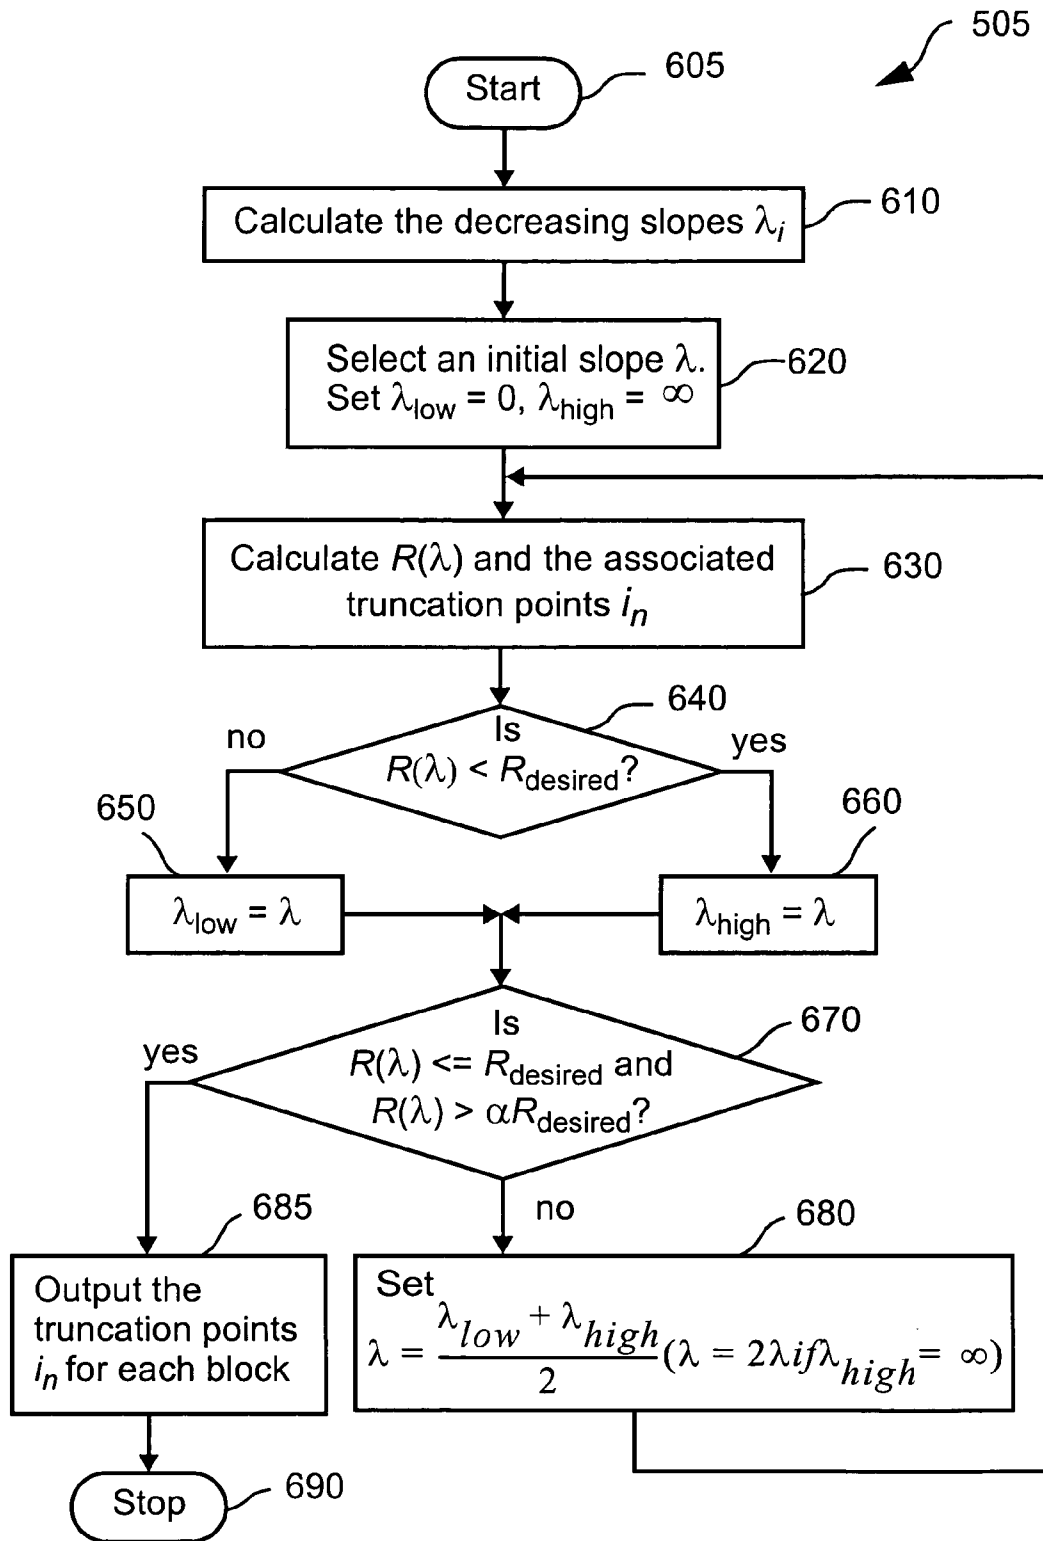 505
Start
605
Calculate the decreasing slopes λi
610
Select an initial slope λ.
Set λlow = 0, λhigh = ∞
620
Calculate R(λ) and the associated
truncation points in
630
640
no
Is
yes
R(λ) < Rdesired?
650
660
λlow = λ
λhigh = λ
670
yes
Is
R(λ) <= Rdesired and
R(λ) > αRdesired?
no
685
680
Output the
truncation points
in for each block
Set
λ = (λlow + λhigh)/2 (λ = 2λifλhigh = ∞)
Stop
690